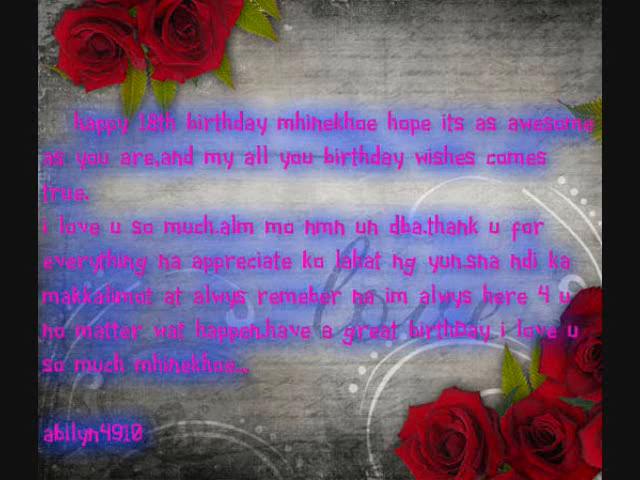 happy 18th birthday mhinekhoe hope its as awesome
as you are,and my all you birthday wishes comes
true.
i love u so much.alm mo nmn un dba.thank u for
everything na appreciate ko lahat ng yun.sna ndi ka
makkalimot at alwys remeber na im alwys here 4 u
no matter wat happen.have a great birthday i love u
so much mhinekhoe...
love
abilyn4910